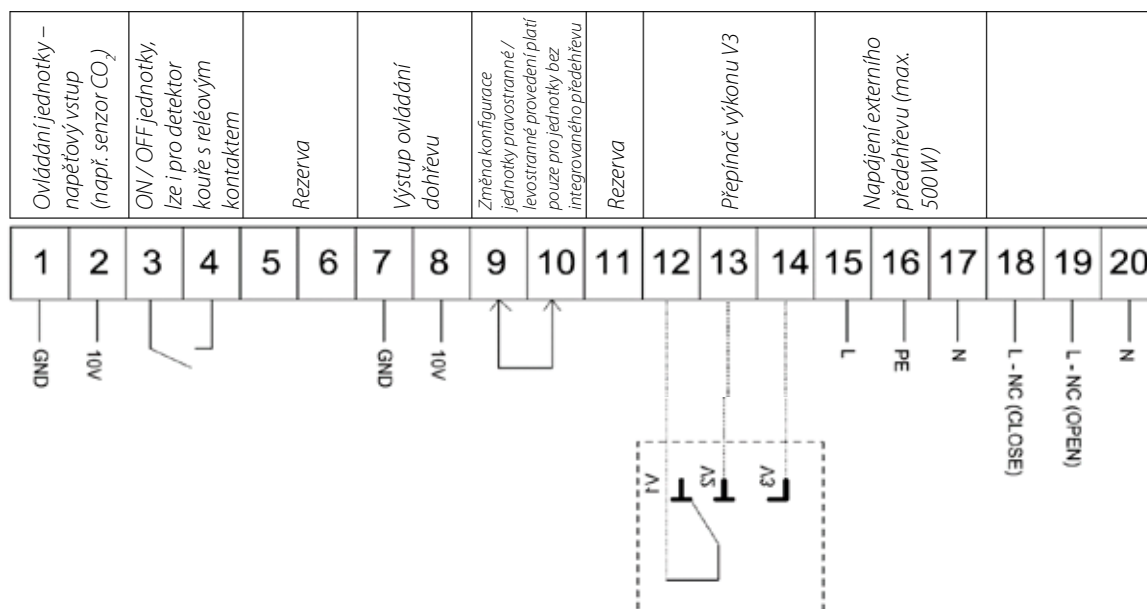 Ovládání jednotky –
napěťový vstup
(např. senzor CO₂)
ON / OFF jednotky,
lze i pro detektor
kouře s reléovým
kontaktem
Rezerva
Výstup ovládání
dohřevu
Změna konfigurace
jednotky pravostranné /
levostranné provedení platí
pouze pro jednotky bez
integrovaného předehřevu
Rezerva
Přepínač výkonu V3
Napájení externího
předehřevu (max.
500 W)
1 2 3 4 5 6 7 8 9 10 11 12 13 14 15 16 17 18 19 20
GND
10V
GND
10V
L
PE
N
L - NC (CLOSE)
L - NC (OPEN)
N
V1
V2
V3